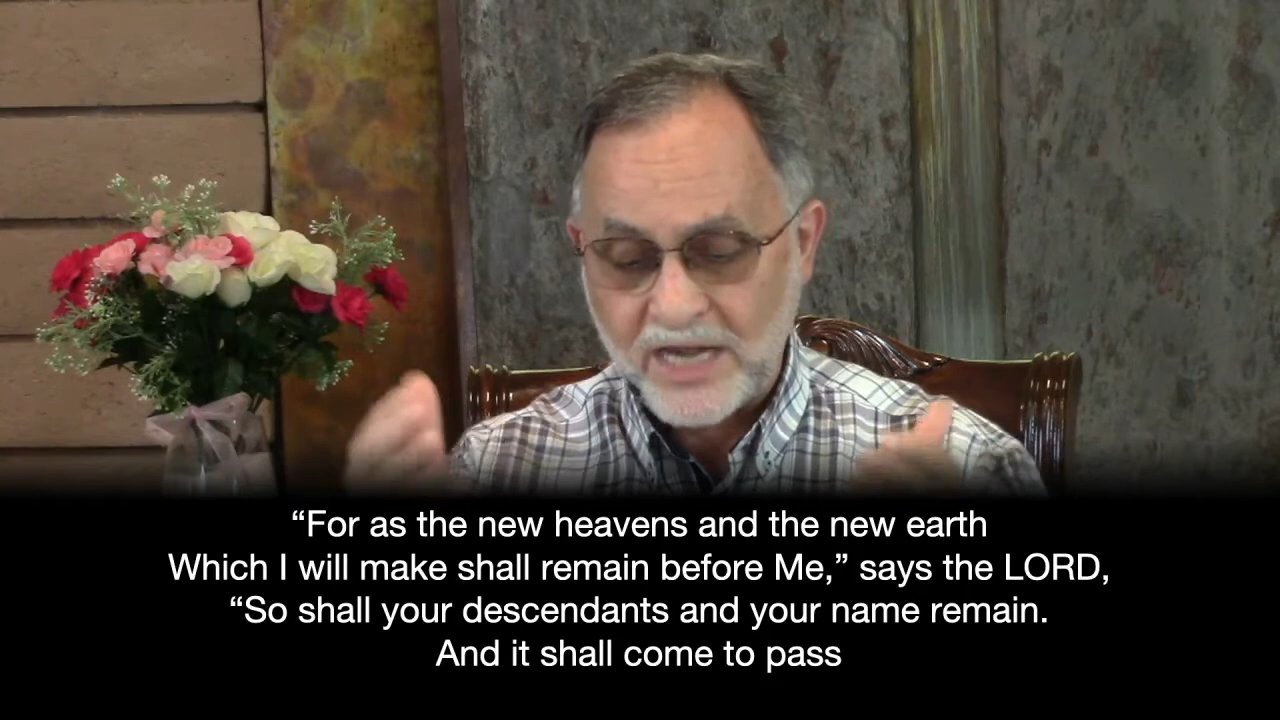 “For as the new heavens and the new earth
Which I will make shall remain before Me,” says the LORD,
“So shall your descendants and your name remain.
And it shall come to pass